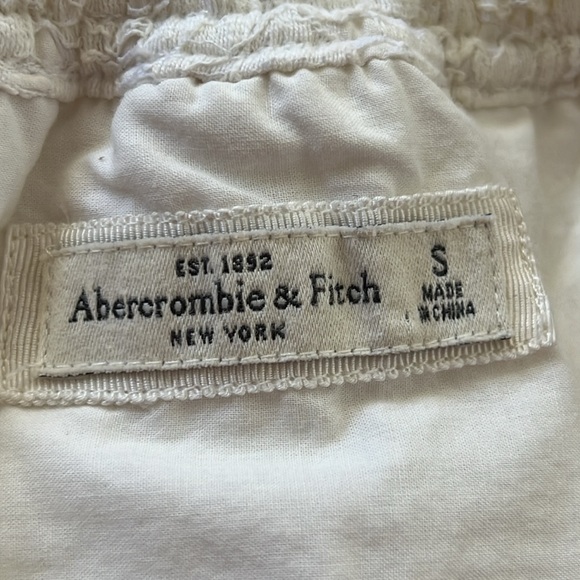 EST. 1892
Abercrombie & Fitch
NEW YORK
S
MADE
IN CHINA